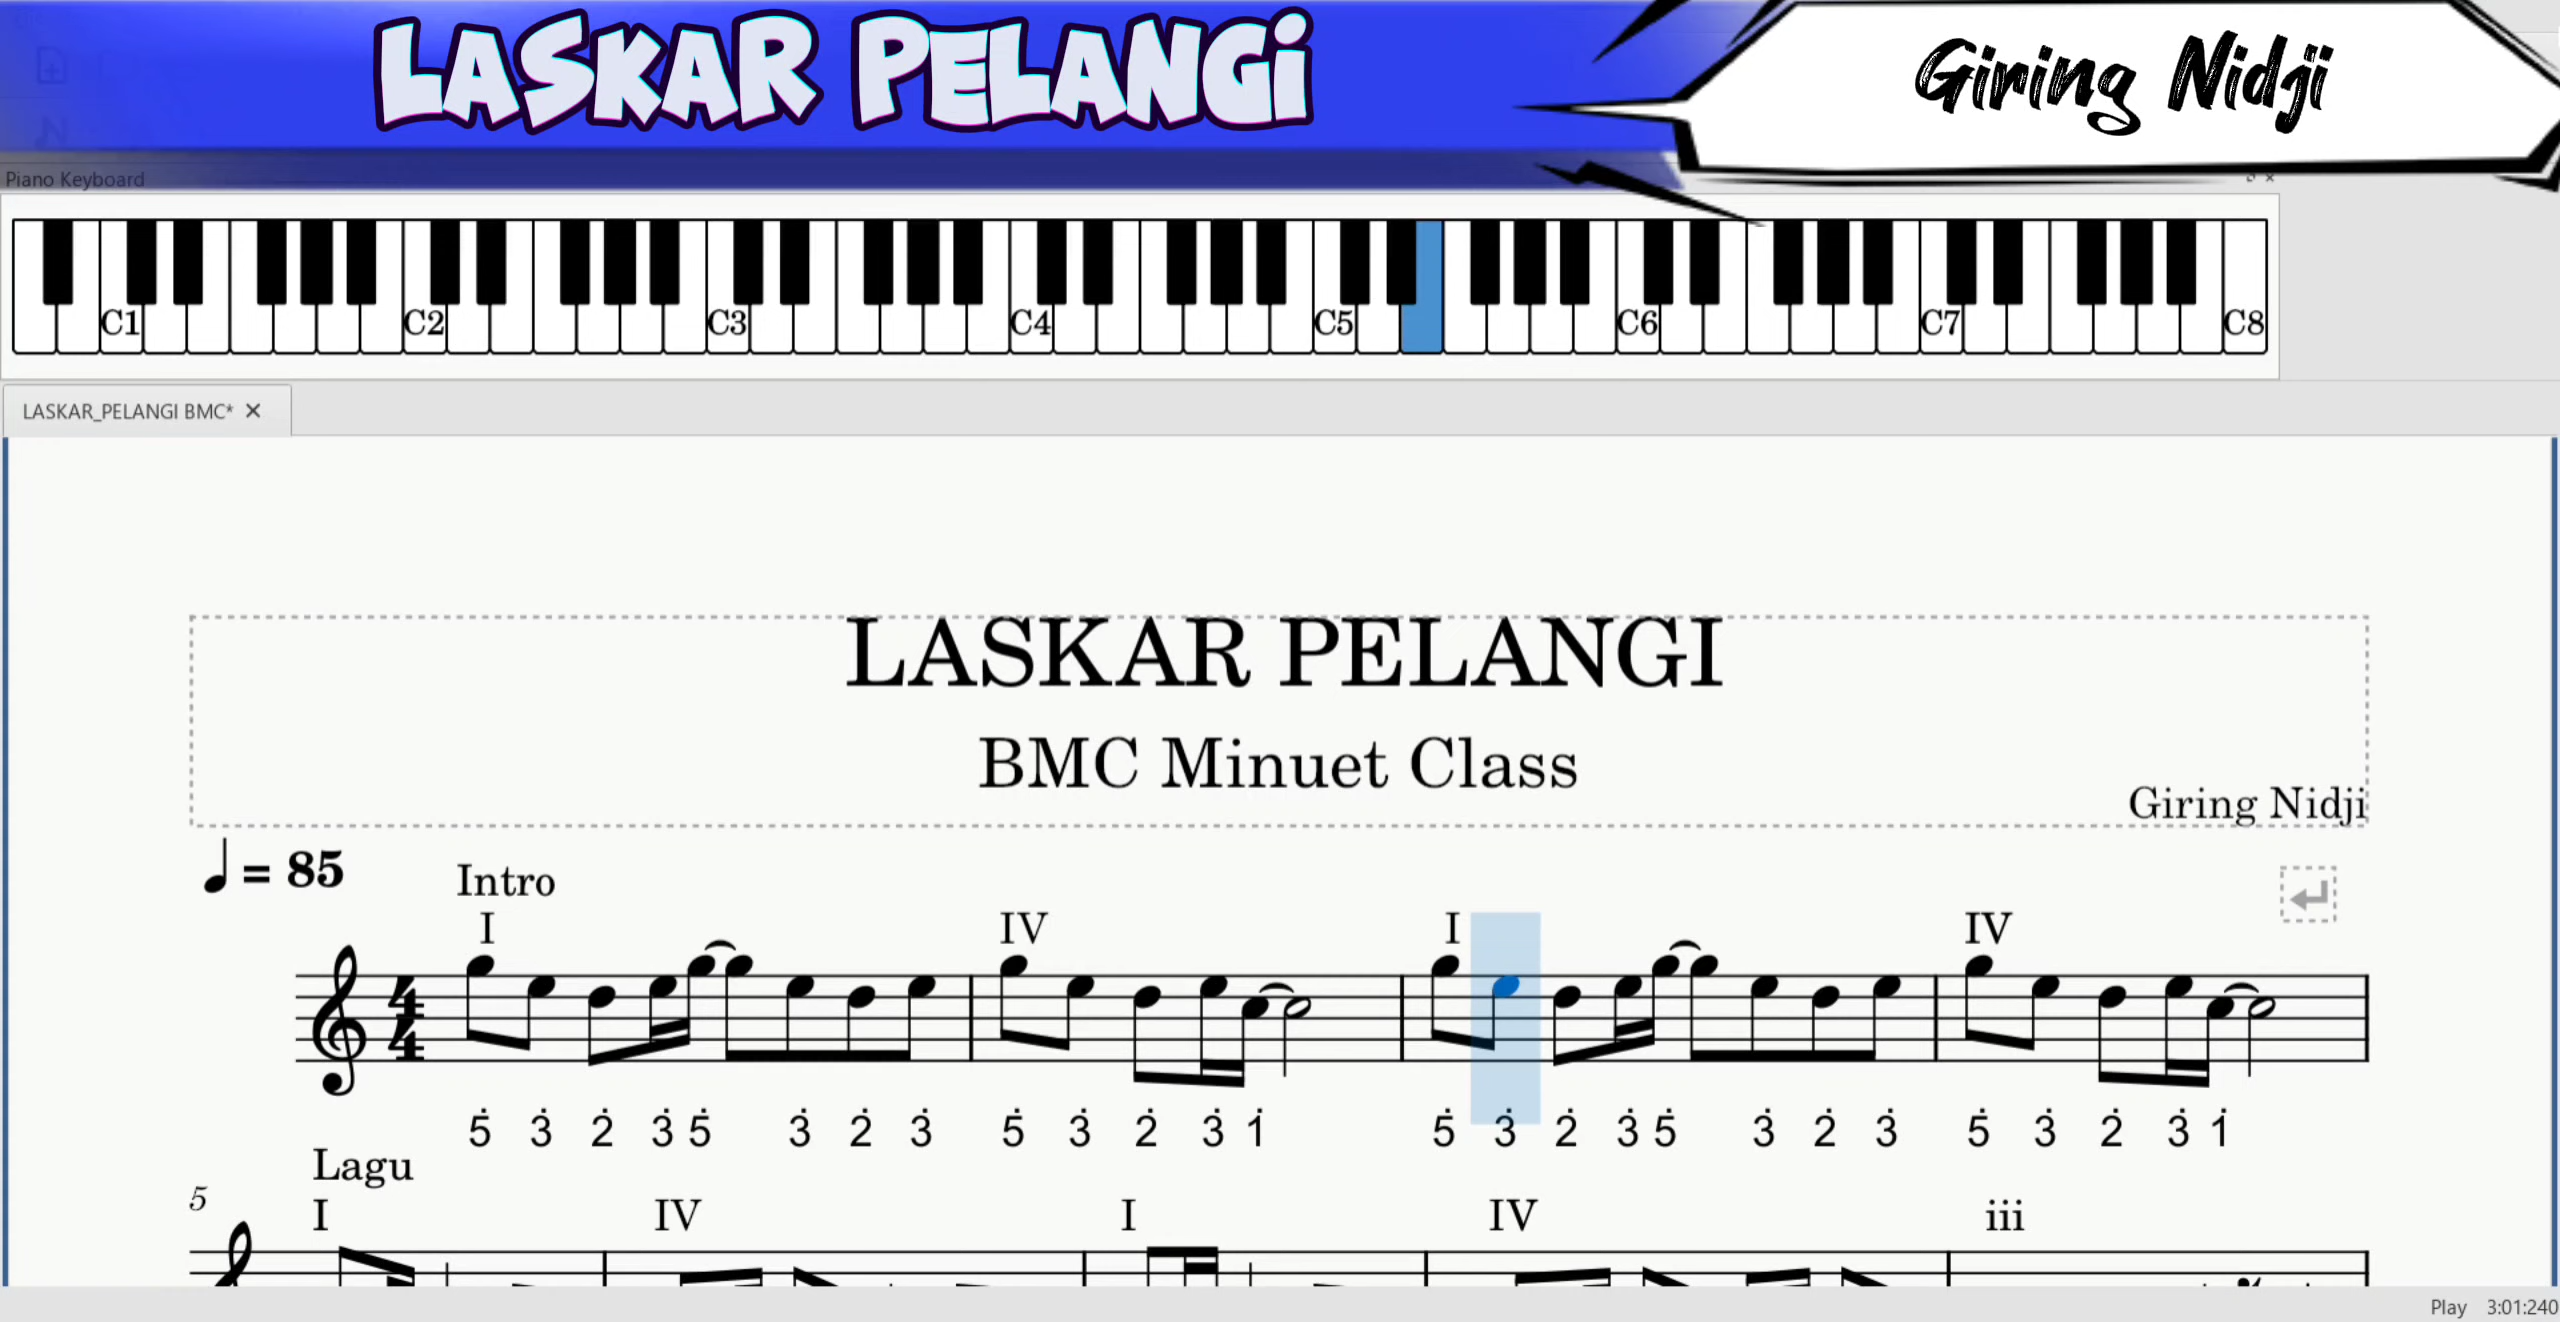 LASKAR PELANGI
Giring Nidji
Piano Keyboard
C1 C2 C3 C4 C5 C6 C7 C8
LASKAR_PELANGI BMC* ✕
LASKAR PELANGI
BMC Minuet Class
Giring Nidji
♩ = 85
Intro
I IV I IV
4
4
5̇ 3̇ 2̇ 3̇ 5̇ 3̇ 2̇ 3̇ 5̇ 3̇ 2̇ 3̇ 1̇ 5̇ 3̇ 2̇ 3̇ 5̇ 3̇ 2̇ 3̇ 5̇ 3̇ 2̇ 3̇ 1̇
Lagu
5
I IV I IV iii
Play 3:01:240